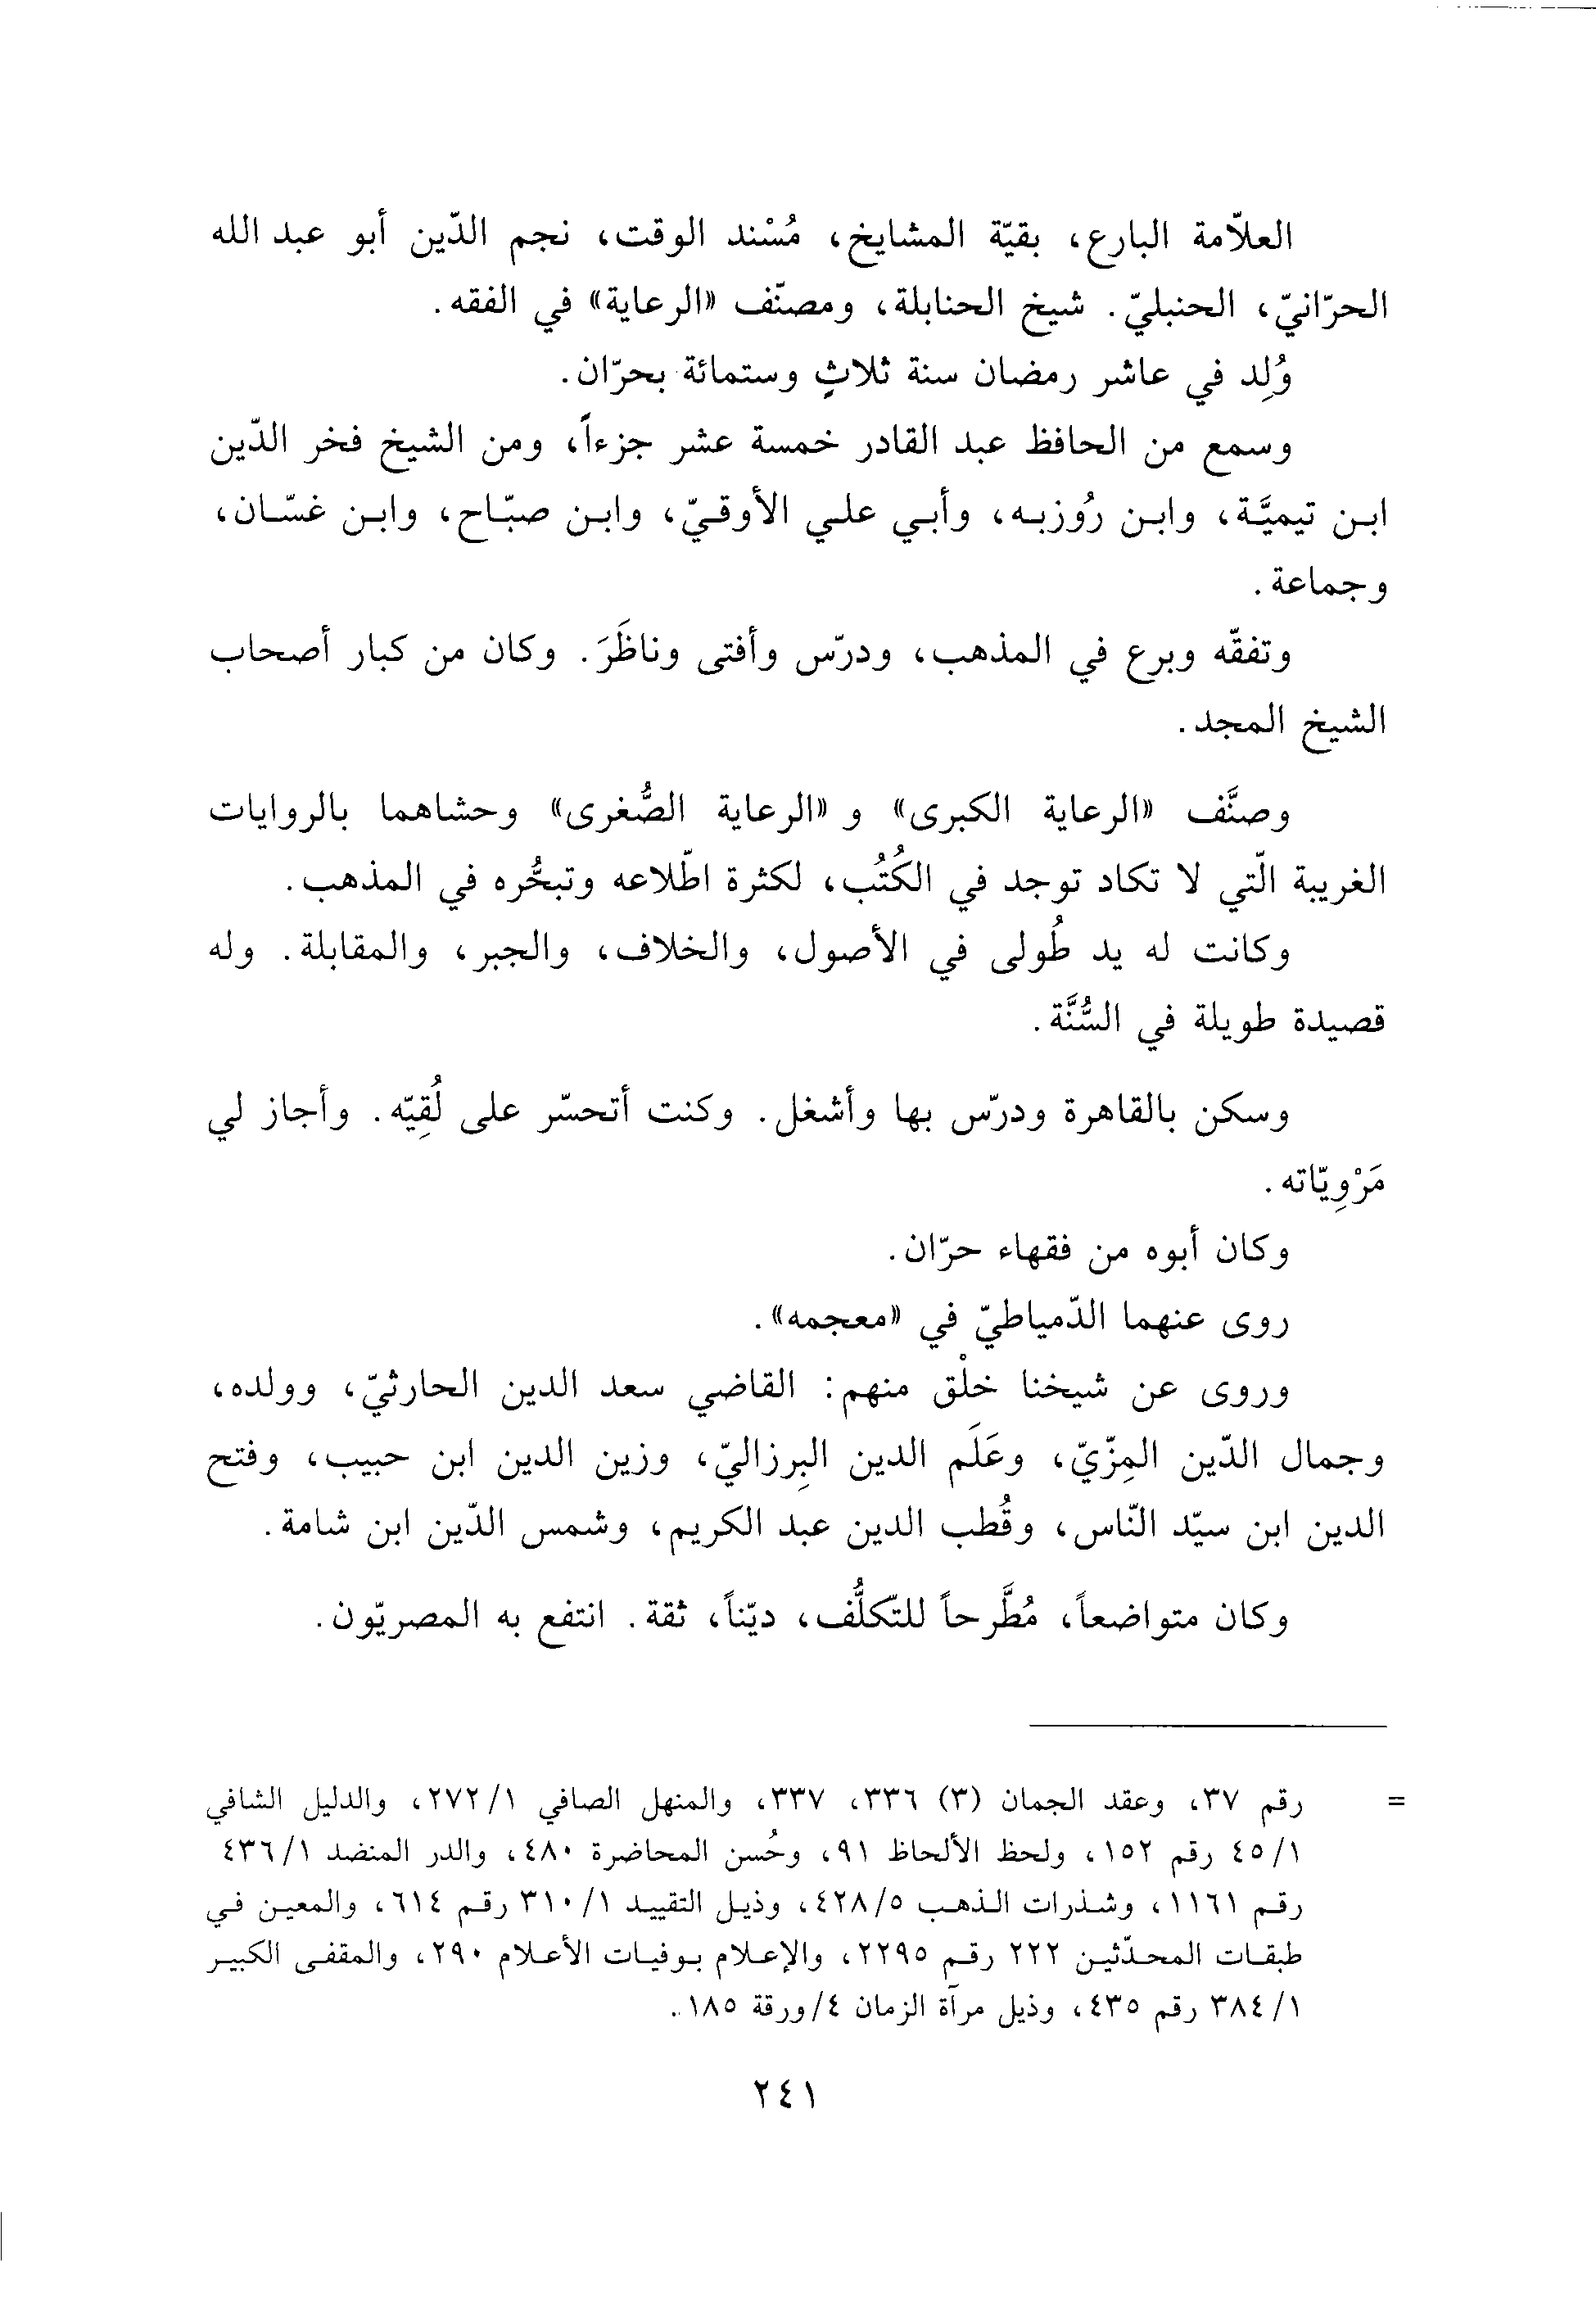 العلاّمة البارع، بقيّة المشايخ، مُسْند الوقت، نجم الدّين أبو عبد الله
الحرّانيّ، الحنبليّ. شيخ الحنابلة، ومصنّف «الرعاية» في الفقه.
وُلِد في عاشر رمضان سنة ثلاثٍ وستمائة بحرّان.
وسمع من الحافظ عبد القادر خمسة عشر جزءاً، ومن الشيخ فخر الدّين
ابن تيميَّة، وابن رُوزبه، وأبي علي الأوقيّ، وابن صبّاح، وابن غسّان،
وجماعة.
وتفقّه وبرع في المذهب، ودرّس وأفتى وناظَرَ. وكان من كبار أصحاب
الشيخ المجد.
وصنَّف «الرعاية الكبرى» و «الرعاية الصُّغرى» وحشاهما بالروايات
الغريبة الّتي لا تكاد توجد في الكُتُب، لكثرة اطّلاعه وتبحُّره في المذهب.
وكانت له يد طُولى في الأصول، والخلاف، والجبر، والمقابلة. وله
قصيدة طويلة في السُّنَّة.
وسكن بالقاهرة ودرّس بها وأشغل. وكنت أتحسّر على لُقِيّه. وأجاز لي
مَرْوِيّاته.
وكان أبوه من فقهاء حرّان.
روى عنهما الدّمياطيّ في «معجمه».
وروى عن شيخنا خلْق منهم: القاضي سعد الدين الحارثيّ، وولده،
وجمال الدّين المِزّيّ، وعَلَم الدين البِرزاليّ، وزين الدين ابن حبيب، وفتح
الدين ابن سيّد النّاس، وقُطب الدين عبد الكريم، وشمس الدّين ابن شامة.
وكان متواضعاً، مُطَّرحاً للتّكلُّف، ديّناً، ثقة. انتفع به المصريّون.
= رقم ٣٧، وعقد الجمان (٣) ٣٣٦، ٣٣٧، والمنهل الصافي ١/٢٧٢، والدليل الشافي
١/٤٥ رقم ١٥٢، ولحظ الألحاظ ٩١، وحُسن المحاضرة ٤٨٠، والدر المنضد ١/٤٣٦
رقم ١١٦١، وشذرات الذهب ٥/٤٢٨، وذيل التقييد ١/٣١٠ رقم ٦١٤، والمعين في
طبقات المحدّثين ٢٢٢ رقم ٢٢٩٥، والإعلام بوفيات الأعلام ٢٩٠، والمقفى الكبير
١/٣٨٤ رقم ٤٣٥، وذيل مرآة الزمان ٤/ورقة ١٨٥.
٢٤١